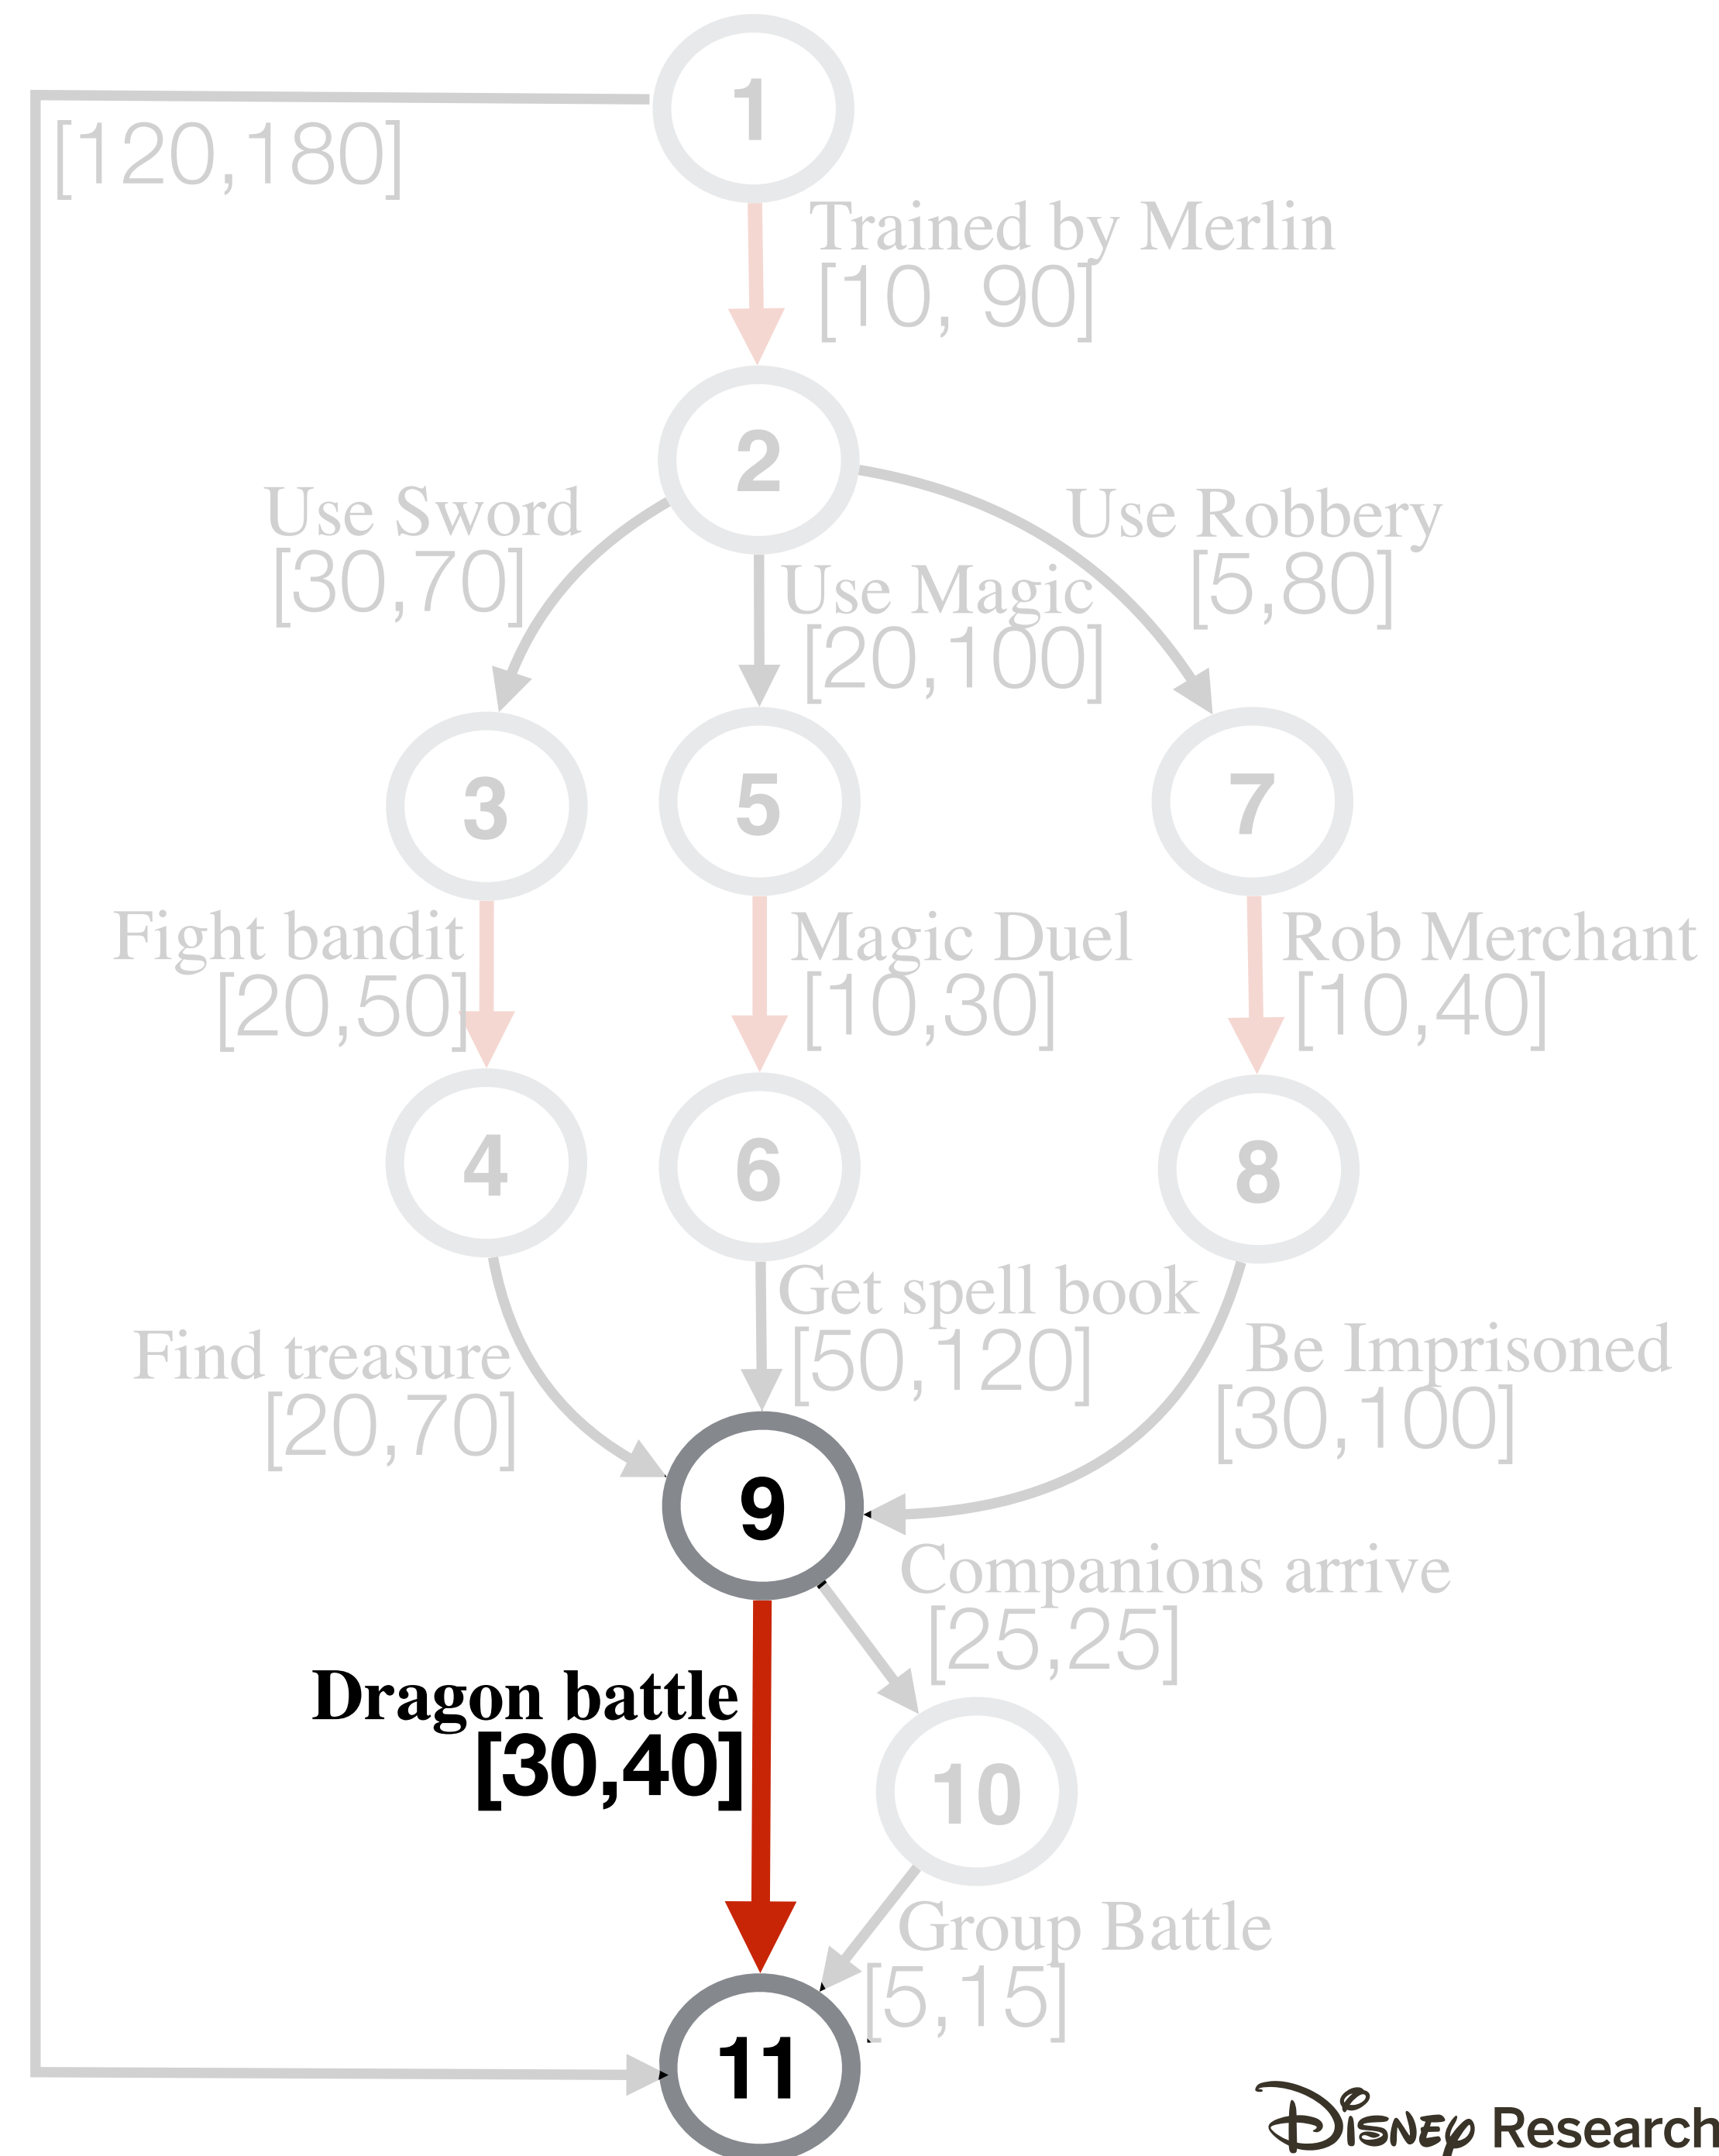 1
[120,180]
Trained by Merlin
[10, 90]
2
Use Sword
[30,70]
Use Magic
[20,100]
Use Robbery
[5,80]
3
5
7
Fight bandit
[20,50]
Magic Duel
[10,30]
Rob Merchant
[10,40]
4
6
8
Find treasure
[20,70]
Get spell book
[50,120]
Be Imprisoned
[30,100]
9
Companions arrive
[25,25]
Dragon battle
[30,40]
10
Group Battle
[5,15]
11
Disney Research